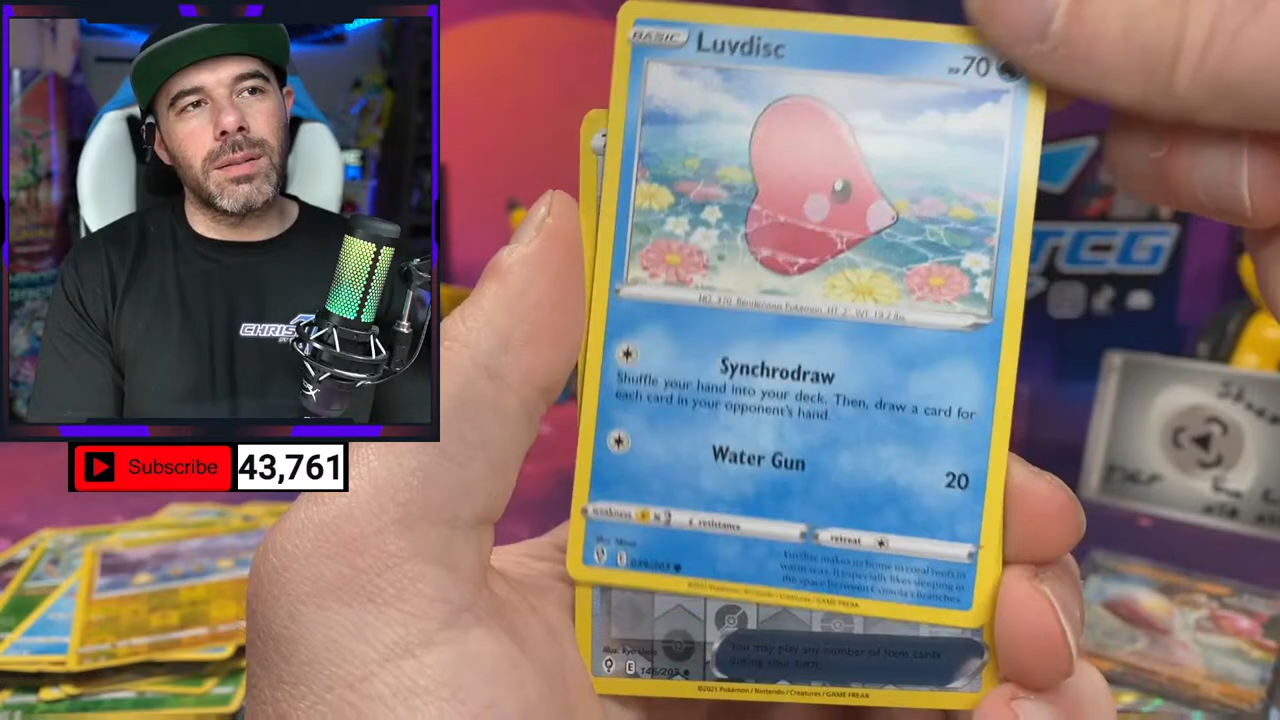 BASIC Luvdisc
HP70
NO. 370 Rendezvous Pokémon HT: 2' WT: 19.2 lbs.
Synchrodraw
Shuffle your hand into your deck. Then, draw a card for
each card in your opponent's hand.
Water Gun
20
weakness
resistance
retreat
Luvdisc makes its home in coral reefs in
warm seas. It especially likes sleeping in
the space between Corsola's branches.
©2021 Pokémon / Nintendo / Creatures / GAME FREAK
You may play any number of Item cards
during your turn.
E
146/203
©2021 Pokémon / Nintendo / Creatures / GAME FREAK
TCG
CHRIS
Subscribe 43,761